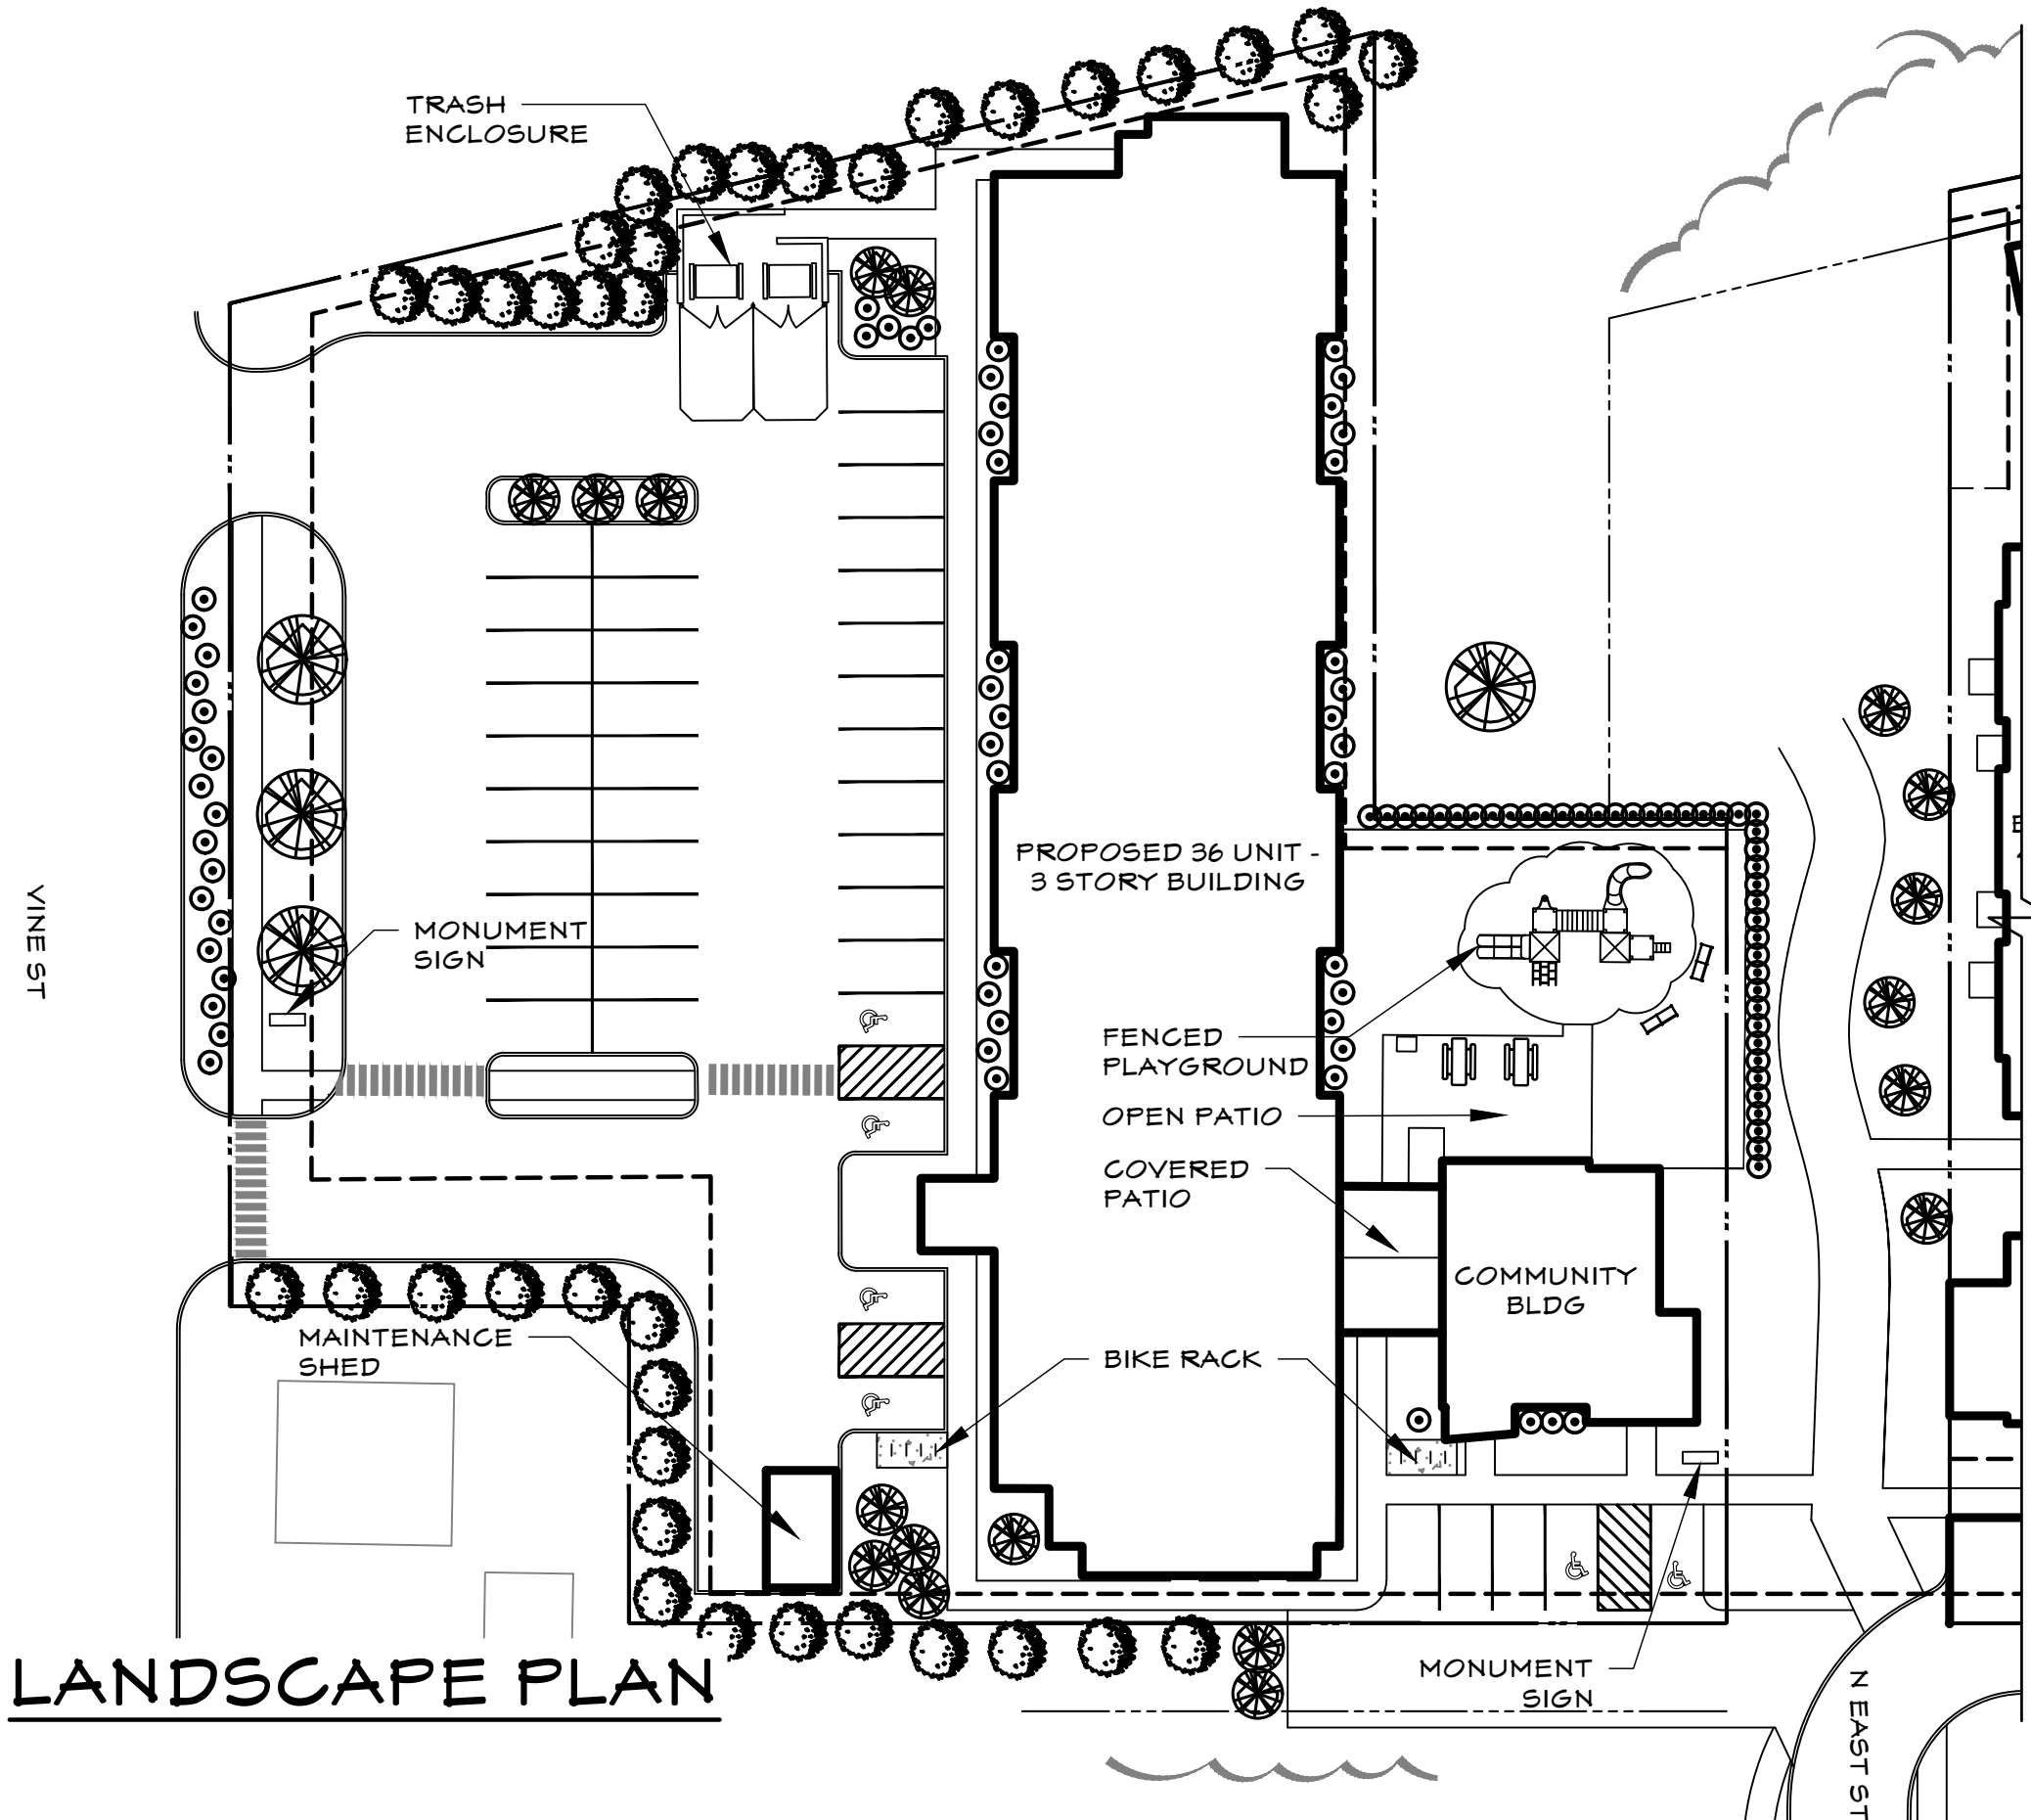 TRASH
ENCLOSURE
PROPOSED 36 UNIT -
3 STORY BUILDING
VINE ST
MONUMENT
SIGN
FENCED
PLAYGROUND
OPEN PATIO
COVERED
PATIO
COMMUNITY
BLDG
MAINTENANCE
SHED
BIKE RACK
LANDSCAPE PLAN
MONUMENT
SIGN
N EAST ST